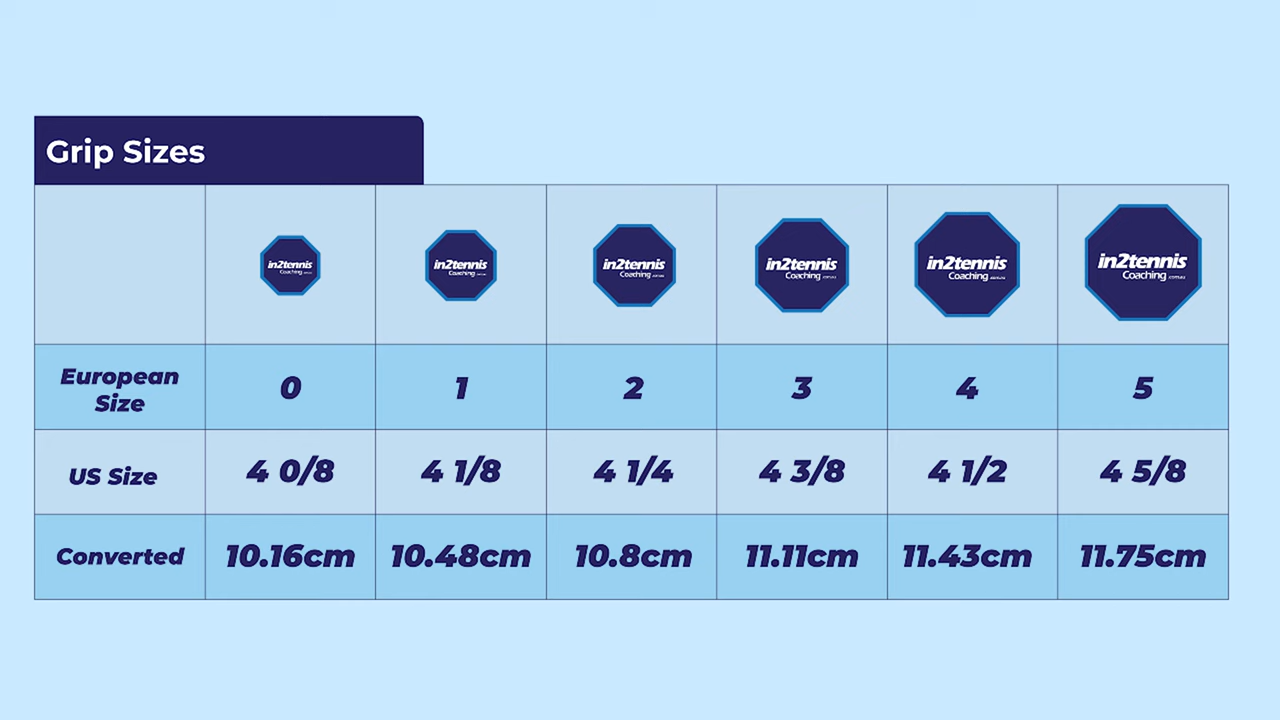 Grip Sizes
in2tennis in2tennis in2tennis in2tennis in2tennis in2tennis
Coaching Coaching Coaching Coaching Coaching Coaching .com.au
European
Size
0 1 2 3 4 5
US Size 4 0/8 4 1/8 4 1/4 4 3/8 4 1/2 4 5/8
Converted 10.16cm 10.48cm 10.8cm 11.11cm 11.43cm 11.75cm